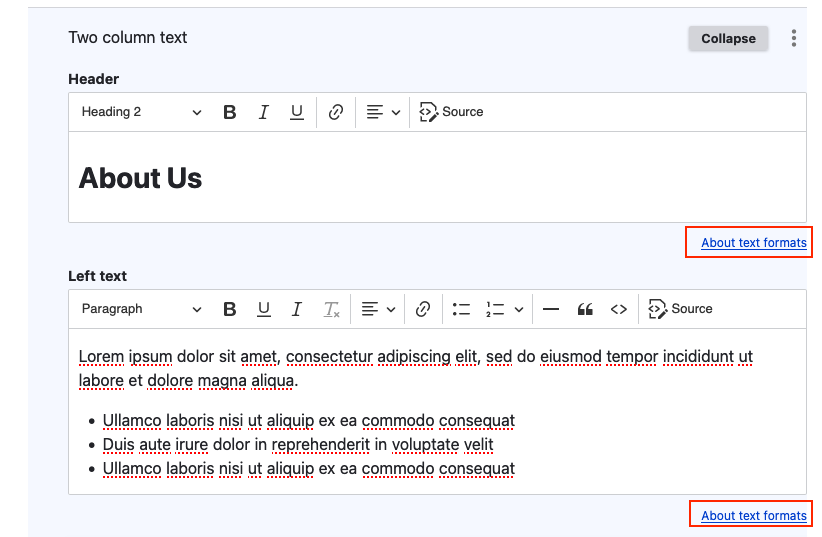 Two column text
Collapse
Header
Heading 2 B I U Source
About Us
About text formats
Left text
Paragraph B U I Tx Source
Lorem ipsum dolor sit amet, consectetur adipiscing elit, sed do eiusmod tempor incididunt ut
labore et dolore magna aliqua.
• Ullamco laboris nisi ut aliquip ex ea commodo consequat
• Duis aute irure dolor in reprehenderit in voluptate velit
• Ullamco laboris nisi ut aliquip ex ea commodo consequat
About text formats